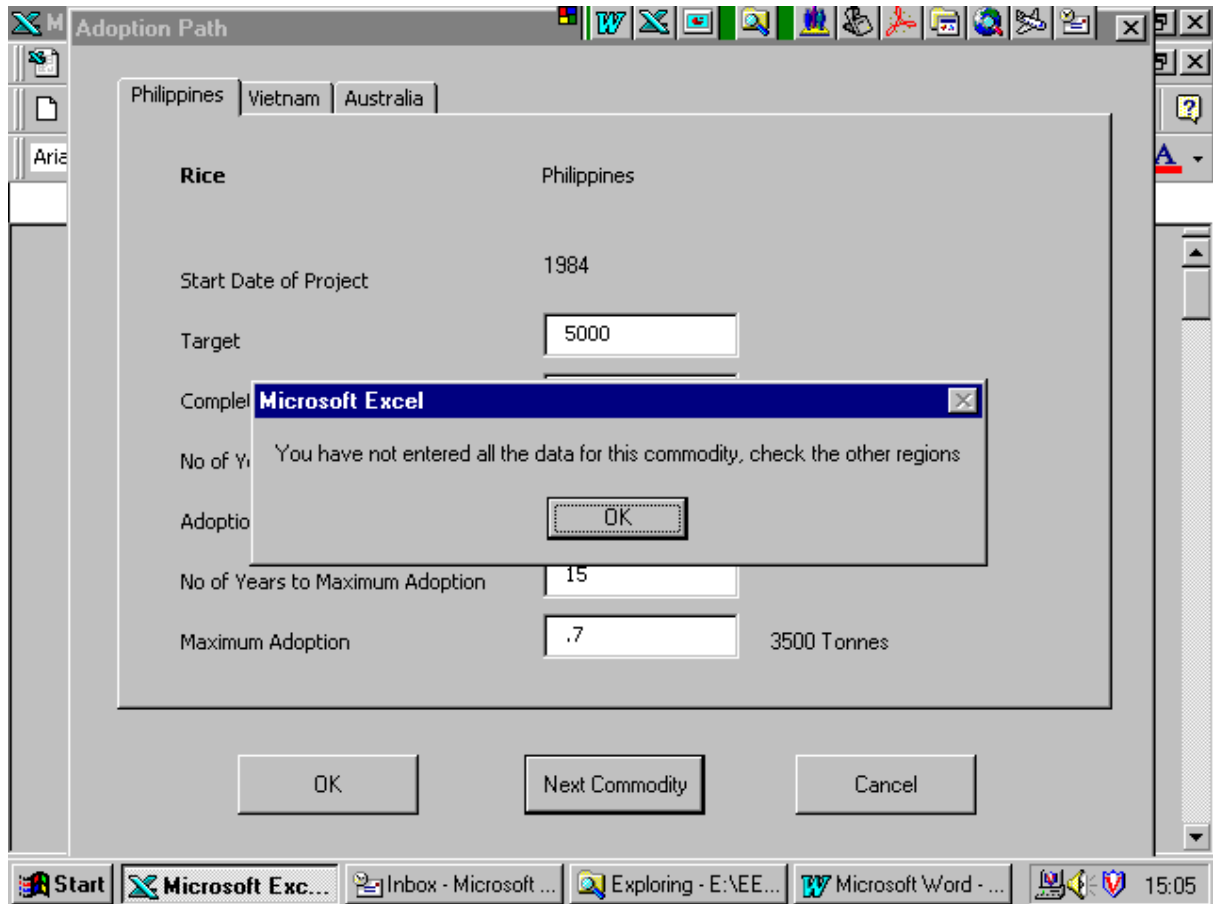 M
Adoption Path
Philippines
Vietnam
Australia
Aria
A
Rice
Philippines
Start Date of Project
1984
Target
5000
Microsoft Excel
You have not entered all the data for this commodity, check the other regions
No of
OK
Adoptio
No of Years to Maximum Adoption
15
Maximum Adoption
.7
3500 Tonnes
OK
Next Commodity
Cancel
Start
Microsoft Exc...
Inbox - Microsoft ...
Exploring - E:\EE...
Microsoft Word - ...
15:05